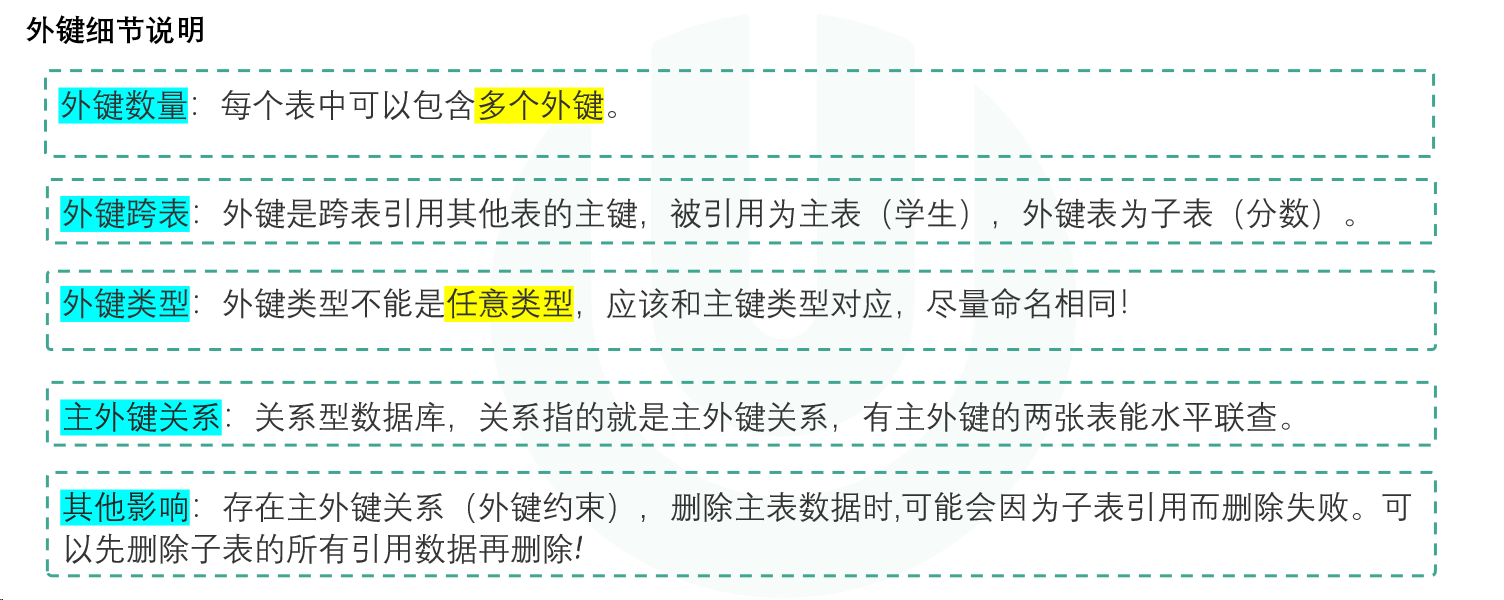 外键细节说明
外键数量：每个表中可以包含多个外键。
外键跨表：外键是跨表引用其他表的主键，被引用为主表（学生），外键表为子表（分数）。
外键类型：外键类型不能是任意类型，应该和主键类型对应，尽量命名相同！
主外键关系：关系型数据库，关系指的就是主外键关系，有主外键的两张表能水平联查。
其他影响：存在主外键关系（外键约束），删除主表数据时,可能会因为子表引用而删除失败。可
以先删除子表的所有引用数据再删除!